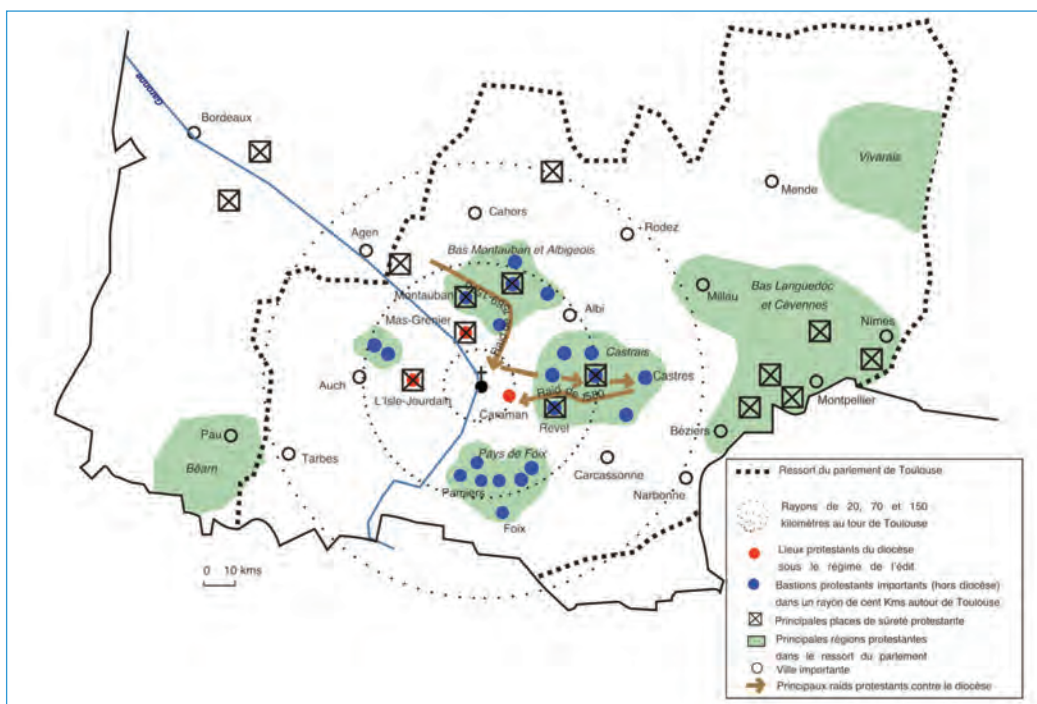 Garonne
Bordeaux
Vivarais
Mende
Cahors
Rodez
Agen
Bas Montauban et Albigeois
Bas Languedoc
et Cévennes
Millau
Montauban
Albi
Mas-Grenier
Nîmes
Castrais
Auch
L'Isle-Jourdain
Castres
Raid de 1580
Caraman
Montpellier
Revel
Béziers
Pau
Béarn
Tarbes
Pays de Foix
Carcassonne
Pamiers
Narbonne
Foix
0 10 kms
Ressort du parlement de Toulouse
Rayons de 20, 70 et 150
kilomètres au tour de Toulouse
Lieux protestants du diocèse
sous le régime de l'édit
Bastions protestants importants (hors diocèse)
dans un rayon de cent Kms autour de Toulouse
Principales places de sûreté protestante
Principales régions protestantes
dans le ressort du parlement
Ville importante
Principaux raids protestants contre le diocèse